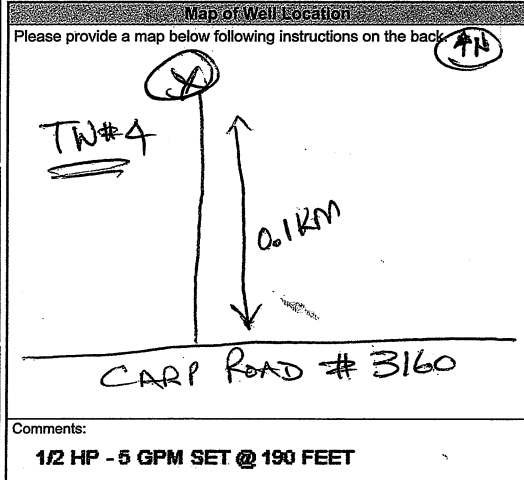 Map of Well Location
Please provide a map below following instructions on the back.
N
X
TW#4
0.1KM
CARP ROAD # 3160
Comments:
1/2 HP - 5 GPM SET @ 190 FEET